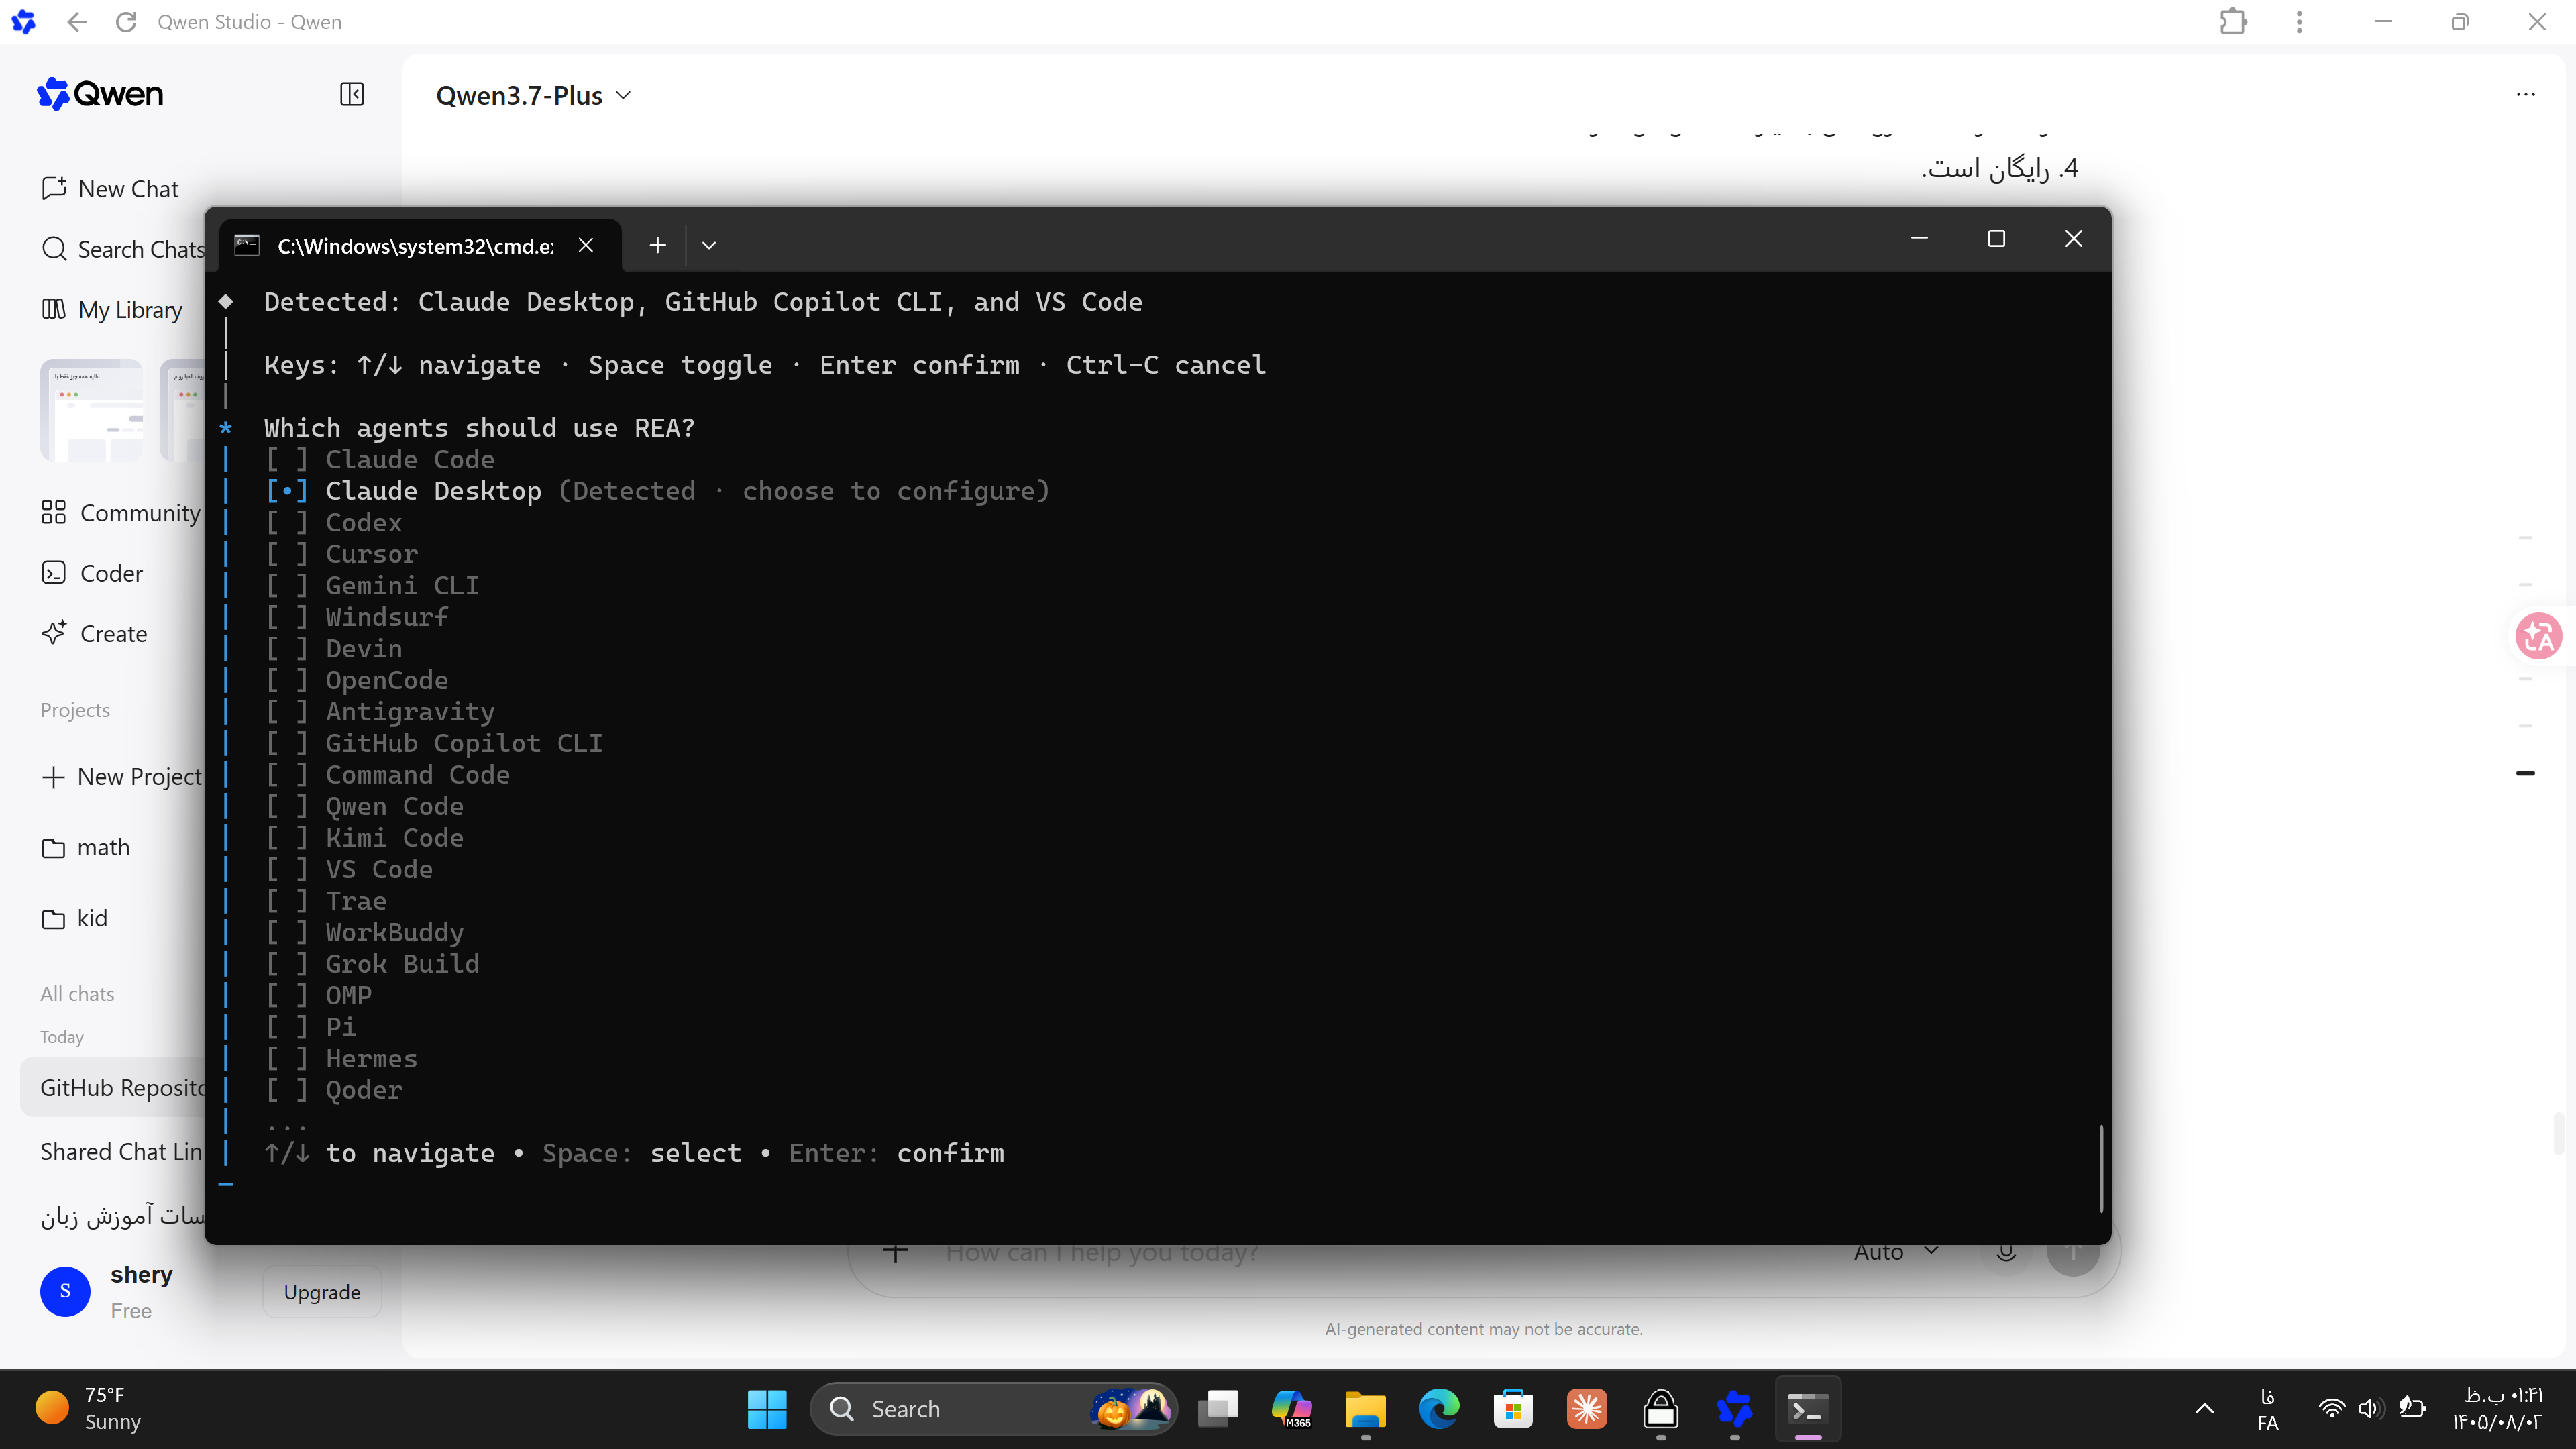 Qwen Studio - Qwen
Qwen
Qwen3.7-Plus
...
4. رایگان است.
New Chat
Search Chats
My Library
Community
Coder
Create
Projects
New Project
math
kid
All chats
Today
GitHub Reposito
Shared Chat Lin
آموزش زبان
S
shery
Free
Upgrade
C:\Windows\system32\cmd.e
Detected: Claude Desktop, GitHub Copilot CLI, and VS Code
Keys: ↑/↓ navigate · Space toggle · Enter confirm · Ctrl-C cancel
* Which agents should use REA?
[ ] Claude Code
[•] Claude Desktop (Detected · choose to configure)
[ ] Codex
[ ] Cursor
[ ] Gemini CLI
[ ] Windsurf
[ ] Devin
[ ] OpenCode
[ ] Antigravity
[ ] GitHub Copilot CLI
[ ] Command Code
[ ] Qwen Code
[ ] Kimi Code
[ ] VS Code
[ ] Trae
[ ] WorkBuddy
[ ] Grok Build
[ ] OMP
[ ] Pi
[ ] Hermes
[ ] Qoder
...
↑/↓ to navigate • Space: select • Enter: confirm
How can I help you today?
Auto
AI-generated content may not be accurate.
75°F
Sunny
Search
M365
فا
FA
۰۱:۴۱ ب.ظ
۱۴۰۵/۰۸/۰۲